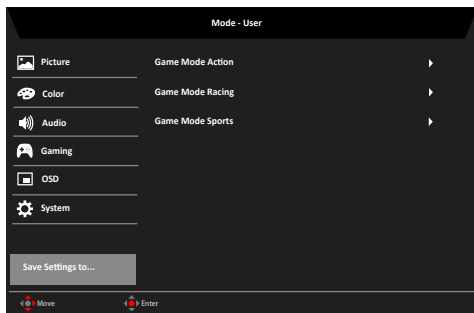 Mode - User
Picture
Game Mode Action
Color
Game Mode Racing
Audio
Game Mode Sports
Gaming
OSD
System
Save Settings to...
Move
Enter